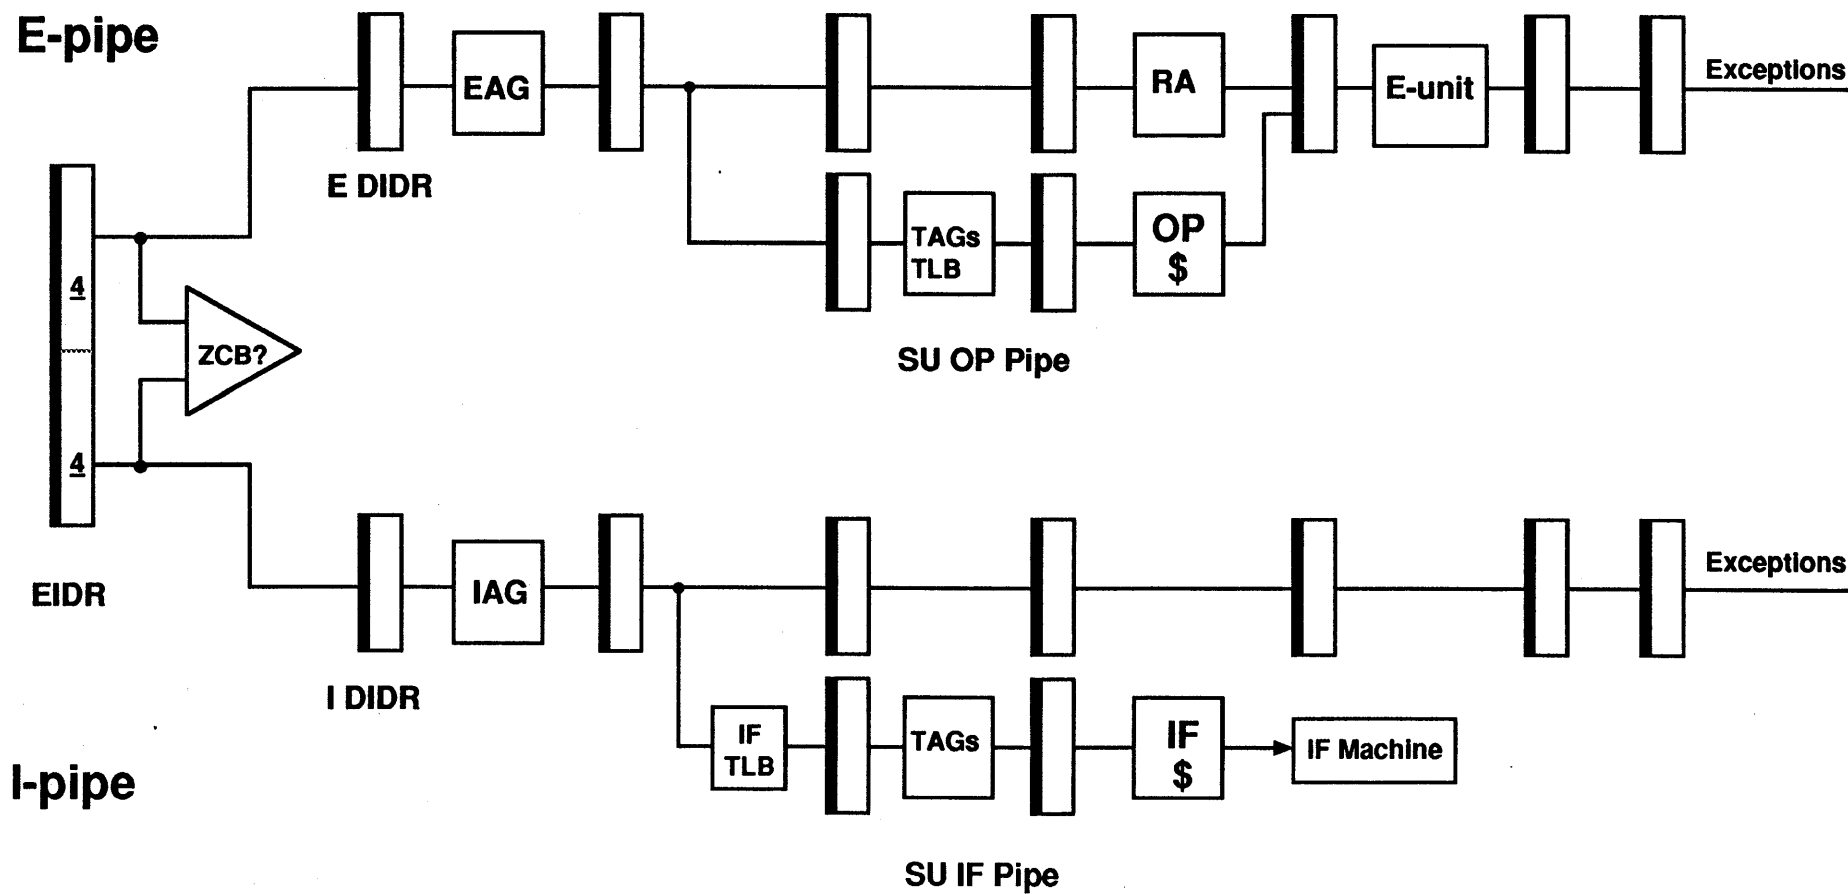 E-pipe
EAG
RA
E-unit
Exceptions
E DIDR
4
TAGs
TLB
OP
$
ZCB?
SU OP Pipe
4
EIDR
IAG
Exceptions
I DIDR
IF
TLB
TAGs
IF
$
IF Machine
I-pipe
SU IF Pipe